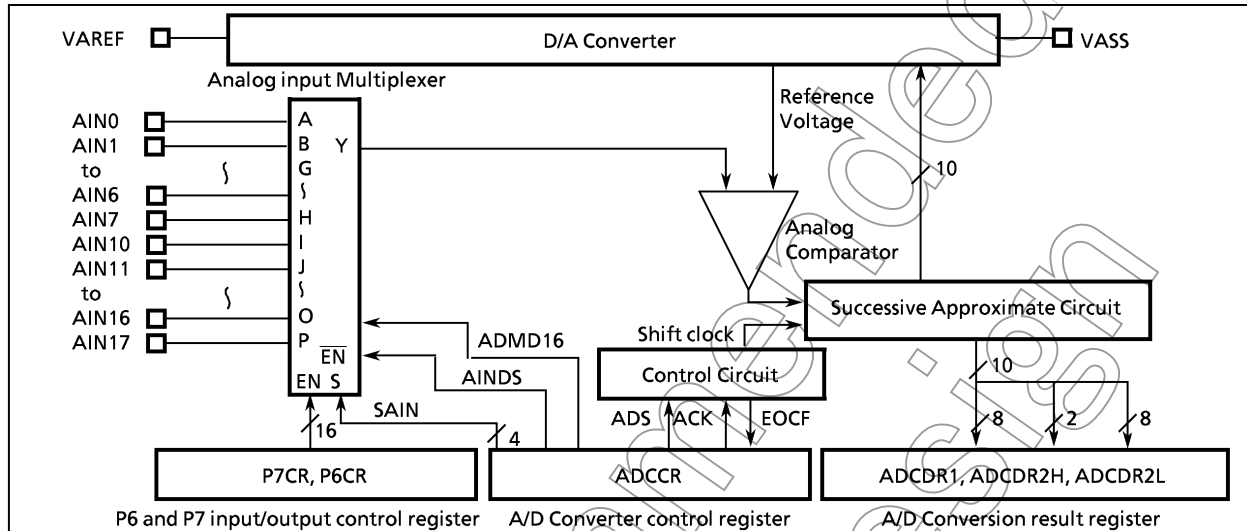 VAREF
D/A Converter
VASS
Analog input Multiplexer
Reference
Voltage
AIN0
AIN1
to
AIN6
AIN7
AIN10
AIN11
to
AIN16
AIN17
A
B
G
H
I
J
O
P
Y
EN
EN S
10
Analog
Comparator
Successive Approximate Circuit
Shift clock
ADMD16
AINDS
SAIN
Control Circuit
10
ADS
ACK
EOCF
16
4
8
2
8
P7CR, P6CR
ADCCR
ADCDR1, ADCDR2H, ADCDR2L
P6 and P7 input/output control register
A/D Converter control register
A/D Conversion result register